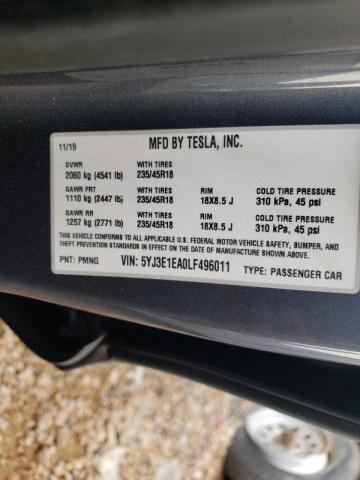 11/19 MFD BY TESLA, INC.
GVWR WITH TIRES
2060 kg (4541 lb) 235/45R18
GAWR FRT WITH TIRES RIM COLD TIRE PRESSURE
1110 kg (2447 lb) 235/45R18 18X8.5 J 310 kPa, 45 psi
GAWR RR WITH TIRES RIM COLD TIRE PRESSURE
1257 kg (2771 lb) 235/45R18 18X8.5 J 310 kPa, 45 psi
THIS VEHICLE CONFORMS TO ALL APPLICABLE U.S. FEDERAL MOTOR VEHICLE SAFETY, BUMPER, AND
THEFT PREVENTION STANDARDS IN EFFECT ON THE DATE OF MANUFACTURE SHOWN ABOVE.
PNT: PMNG VIN: 5YJ3E1EA0LF496011 TYPE: PASSENGER CAR